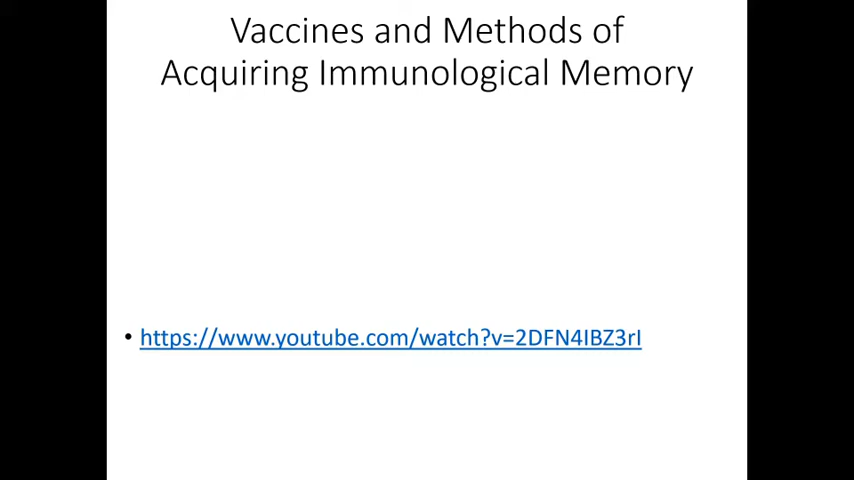 Vaccines and Methods of
Acquiring Immunological Memory
• https://www.youtube.com/watch?v=2DFN4IBZ3rI